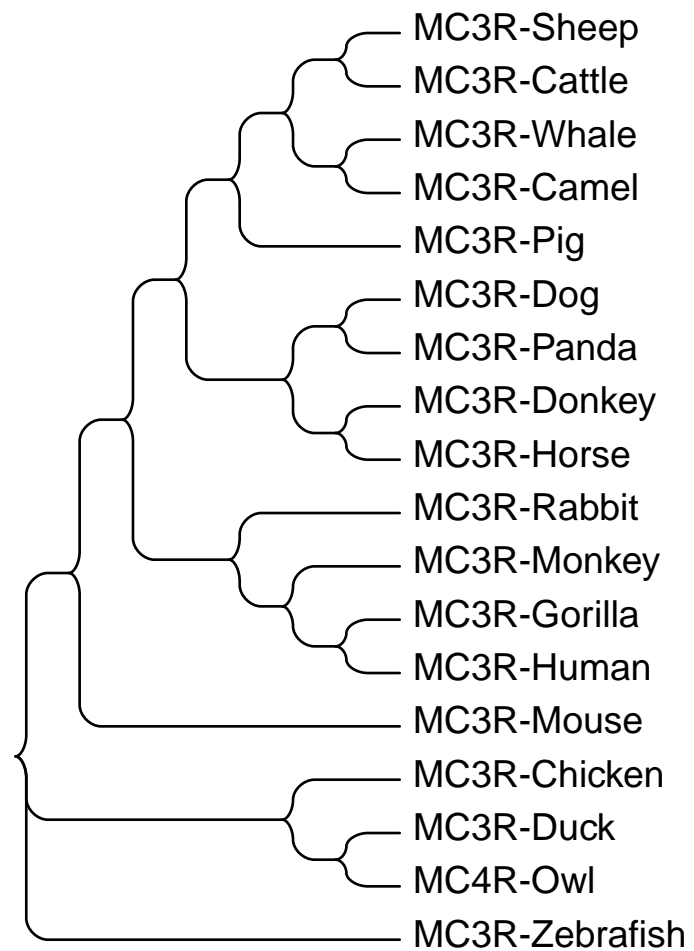 MC3R-Sheep
MC3R-Cattle
MC3R-Whale
MC3R-Camel
MC3R-Pig
MC3R-Dog
MC3R-Panda
MC3R-Donkey
MC3R-Horse
MC3R-Rabbit
MC3R-Monkey
MC3R-Gorilla
MC3R-Human
MC3R-Mouse
MC3R-Chicken
MC3R-Duck
MC4R-Owl
MC3R-Zebrafish